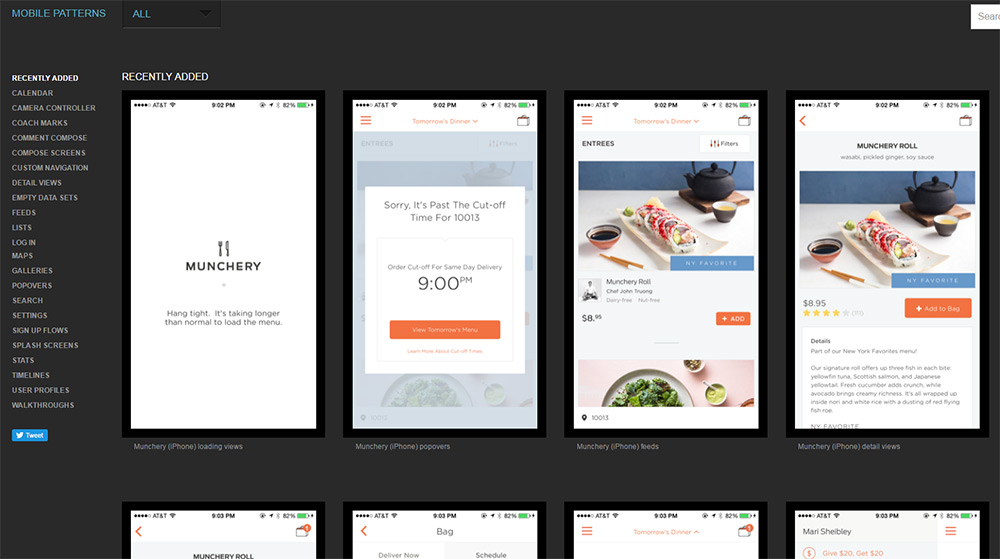 MOBILE PATTERNS
ALL
Searc
RECENTLY ADDED
CALENDAR
CAMERA CONTROLLER
COACH MARKS
COMMENT COMPOSE
COMPOSE SCREENS
CUSTOM NAVIGATION
DETAIL VIEWS
EMPTY DATA SETS
FEEDS
LISTS
LOG IN
MAPS
GALLERIES
POPOVERS
SEARCH
SETTINGS
SIGN UP FLOWS
SPLASH SCREENS
STATS
TIMELINES
USER PROFILES
WALKTHROUGHS
Tweet
RECENTLY ADDED
AT&T 9:02 PM 82%
MUNCHERY
Hang tight. It's taking longer
than normal to load the menu.
Munchery (iPhone) loading views
AT&T 9:02 PM 82%
Tomorrow's Dinner
ENTREES Filters
Sorry, It's Past The Cut-off
Time For 10013
Order Cut-off For Same Day Delivery
9:00PM
View Tomorrow's Menu
Learn More About Cut-off Times
10013
Munchery (iPhone) popovers
AT&T 9:02 PM 82%
Tomorrow's Dinner
ENTREES Filters
NY FAVORITE
Munchery Roll
Chef John Truong
Dairy-free Nut-free
$8.95 + ADD
10013
Munchery (iPhone) feeds
AT&T 9:02 PM 82%
MUNCHERY ROLL
wasabi, pickled ginger, soy sauce
NY FAVORITE
$8.95
+ Add to Bag
Details
Part of our New York Favorites menu!
Our signature roll offers up three fish in each bite:
yellowfin tuna, Scottish salmon, and Japanese
yellowtail. Fresh cucumber adds crunch, while
avocado brings creamy richness. It's all wrapped up
inside nori and white rice with a dusting of red flying
fish roe.
NY FAVORITE
Munchery (iPhone) detail views
AT&T 9:03 PM 82%
1
MUNCHERY ROLL
AT&T 9:03 PM 82%
Bag
Deliver Now Schedule
AT&T 9:03 PM 82%
Tomorrow's Dinner
1
AT&T 9:03 PM 82%
Mari Sheibley
$ Give $20, Get $20